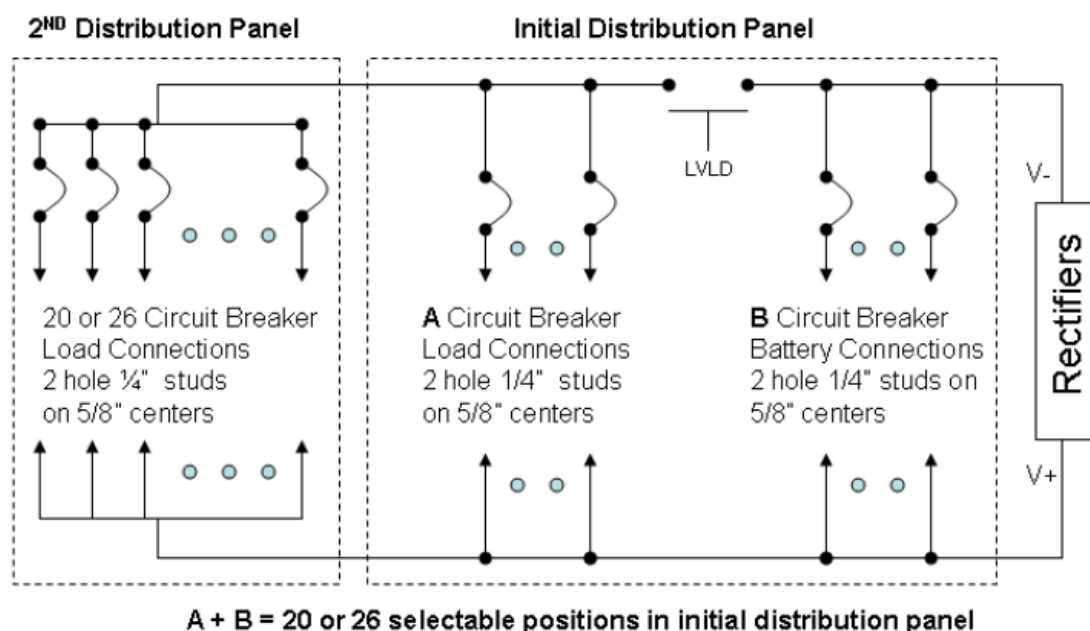 2ND Distribution Panel
Initial Distribution Panel
LVLD
V-
Rectifiers
V+
20 or 26 Circuit Breaker
Load Connections
2 hole ¼" studs
on 5/8" centers
A Circuit Breaker
Load Connections
2 hole 1/4" studs
on 5/8" centers
B Circuit Breaker
Battery Connections
2 hole 1/4" studs on
5/8" centers
A + B = 20 or 26 selectable positions in initial distribution panel